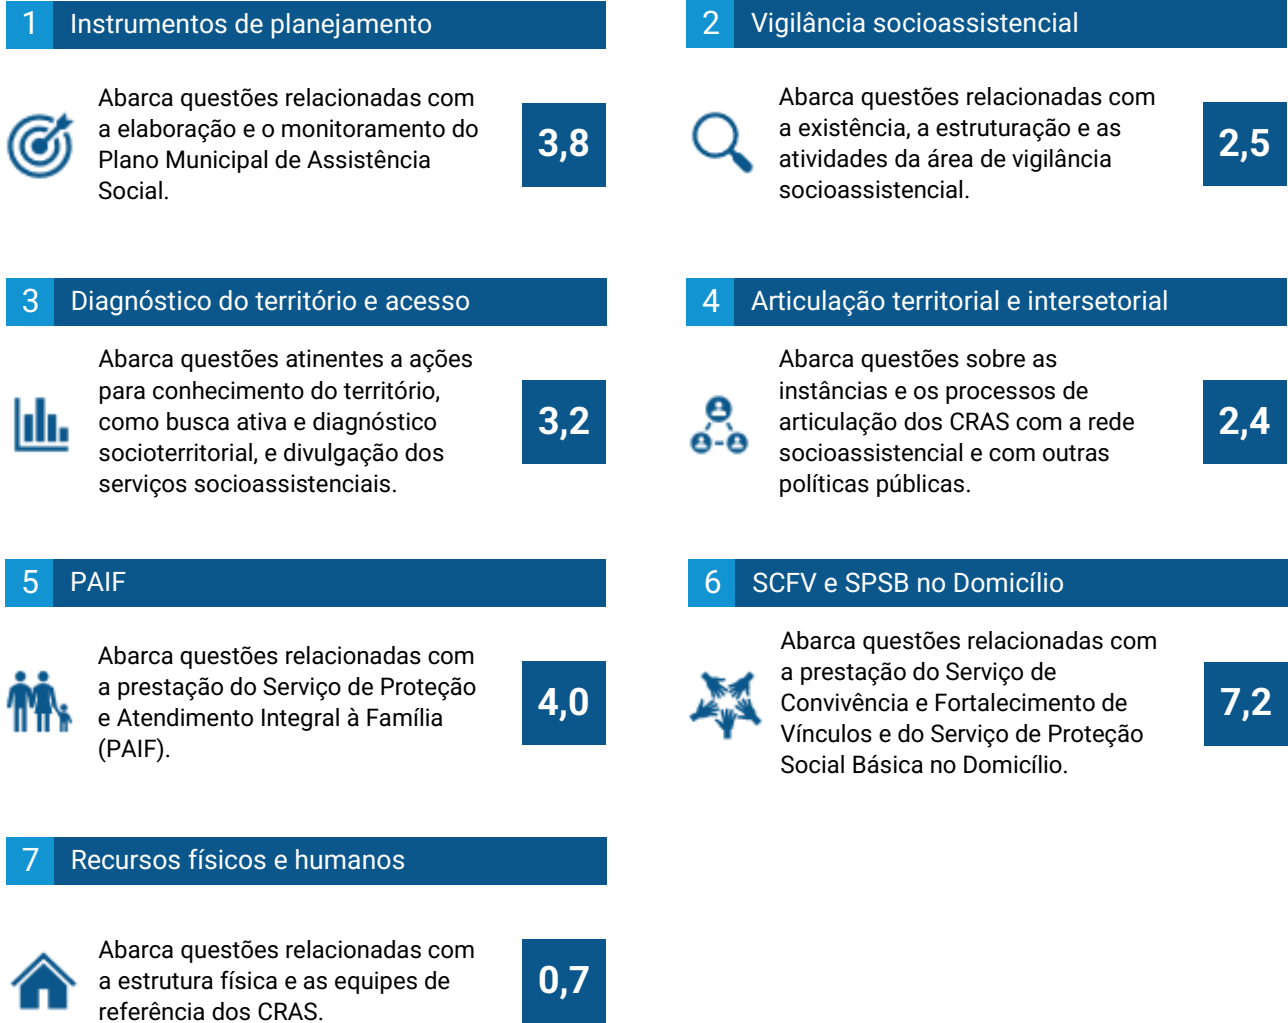 1 Instrumentos de planejamento
Abarca questões relacionadas com
a elaboração e o monitoramento do
Plano Municipal de Assistência
Social.
3,8
2 Vigilância socioassistencial
Abarca questões relacionadas com
a existência, a estruturação e as
atividades da área de vigilância
socioassistencial.
2,5
3 Diagnóstico do território e acesso
Abarca questões atinentes a ações
para conhecimento do território,
como busca ativa e diagnóstico
socioterritorial, e divulgação dos
serviços socioassistenciais.
3,2
4 Articulação territorial e intersetorial
Abarca questões sobre as
instâncias e os processos de
articulação dos CRAS com a rede
socioassistencial e com outras
políticas públicas.
2,4
5 PAIF
Abarca questões relacionadas com
a prestação do Serviço de Proteção
e Atendimento Integral à Família
(PAIF).
4,0
6 SCFV e SPSB no Domicílio
Abarca questões relacionadas com
a prestação do Serviço de
Convivência e Fortalecimento de
Vínculos e do Serviço de Proteção
Social Básica no Domicílio.
7,2
7 Recursos físicos e humanos
Abarca questões relacionadas com
a estrutura física e as equipes de
referência dos CRAS.
0,7